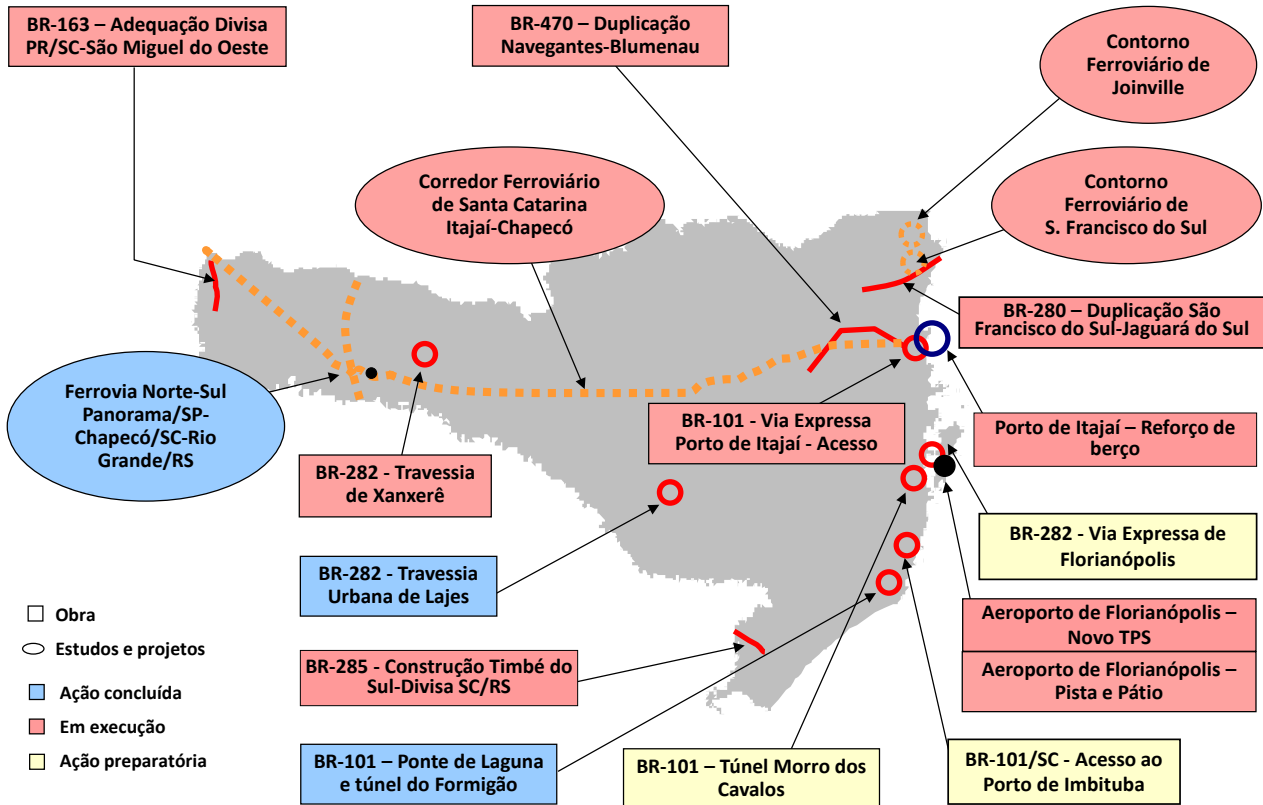 BR-163 – Adequação Divisa
PR/SC-São Miguel do Oeste
BR-470 – Duplicação
Navegantes-Blumenau
Contorno
Ferroviário de
Joinville
Corredor Ferroviário
de Santa Catarina
Itajaí-Chapecó
Contorno
Ferroviário de
S. Francisco do Sul
BR-280 – Duplicação São
Francisco do Sul-Jaguará do Sul
Ferrovia Norte-Sul
Panorama/SP-
Chapecó/SC-Rio
Grande/RS
BR-101 - Via Expressa
Porto de Itajaí - Acesso
Porto de Itajaí – Reforço de
berço
BR-282 - Travessia
de Xanxerê
BR-282 - Via Expressa de
Florianópolis
BR-282 - Travessia
Urbana de Lajes
Aeroporto de Florianópolis –
Novo TPS
Aeroporto de Florianópolis –
Pista e Pátio
BR-285 - Construção Timbé do
Sul-Divisa SC/RS
BR-101 – Ponte de Laguna
e túnel do Formigão
BR-101 – Túnel Morro dos
Cavalos
BR-101/SC - Acesso ao
Porto de Imbituba
Obra
Estudos e projetos
Ação concluída
Em execução
Ação preparatória